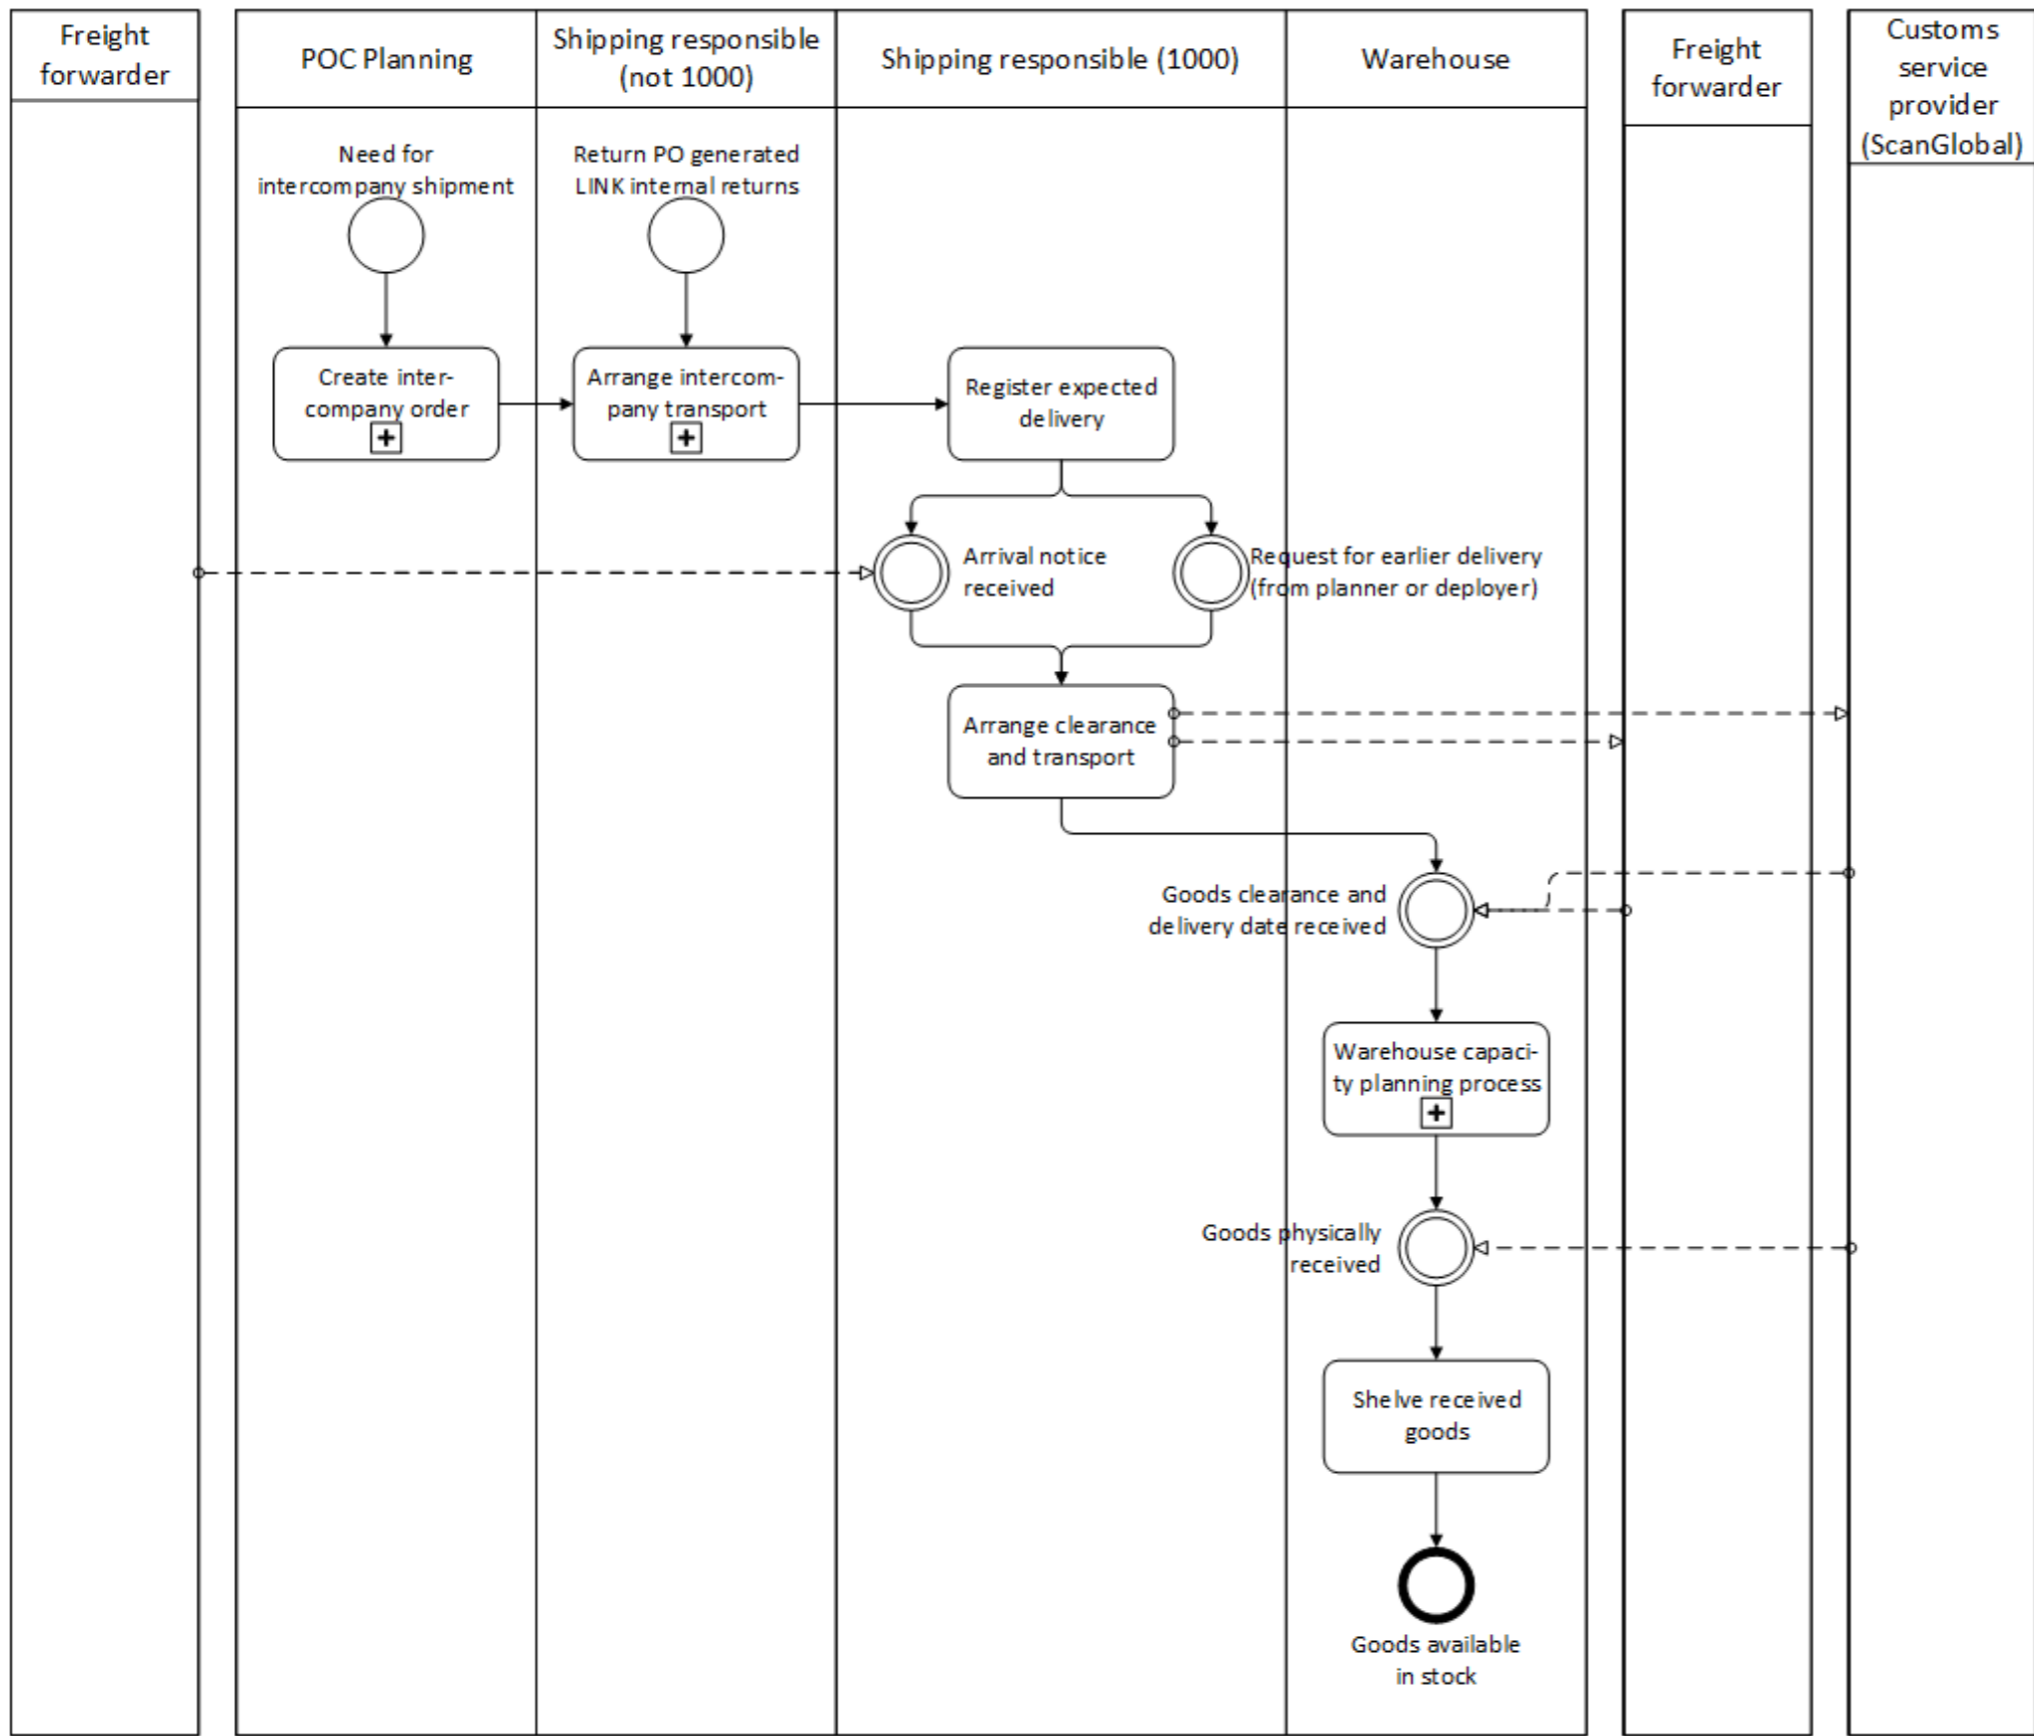 Freight
forwarder
POC Planning
Shipping responsible
(not 1000)
Shipping responsible (1000)
Warehouse
Freight
forwarder
Customs
service
provider
(ScanGlobal)
Need for
intercompany shipment
Return PO generated
LINK internal returns
Create inter-
company order
Arrange intercom-
pany transport
Register expected
delivery
Arrival notice
received
Request for earlier delivery
(from planner or deployer)
Arrange clearance
and transport
Goods clearance and
delivery date received
Warehouse capaci-
ty planning process
Goods physically
received
Shelve received
goods
Goods available
in stock